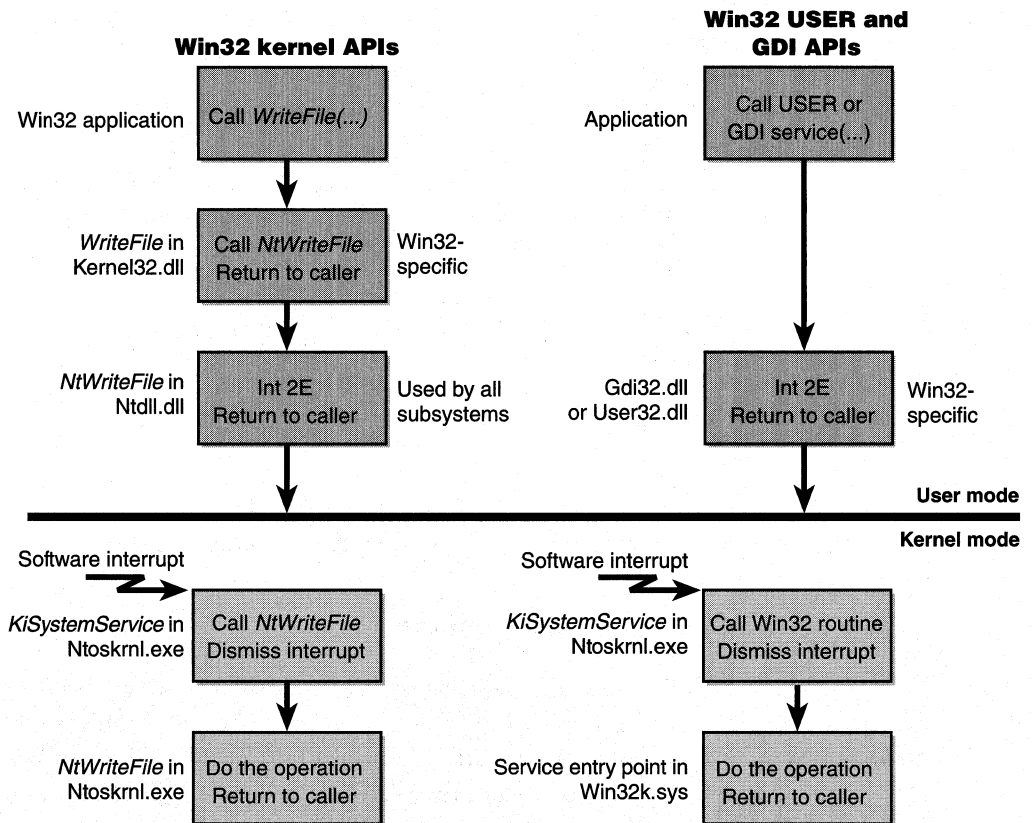 Win32 kernel APIs
Win32 USER and
GDI APIs
Win32 application
Call WriteFile(...)
Application
Call USER or
GDI service(...)
WriteFile in
Kernel32.dll
Call NtWriteFile
Return to caller
Win32-
specific
NtWriteFile in
Ntdll.dll
Int 2E
Return to caller
Used by all
subsystems
Gdi32.dll
or User32.dll
Int 2E
Return to caller
Win32-
specific
User mode
Kernel mode
Software interrupt
KiSystemService in
Ntoskrnl.exe
Call NtWriteFile
Dismiss interrupt
Software interrupt
KiSystemService in
Ntoskrnl.exe
Call Win32 routine
Dismiss interrupt
NtWriteFile in
Ntoskrnl.exe
Do the operation
Return to caller
Service entry point in
Win32k.sys
Do the operation
Return to caller